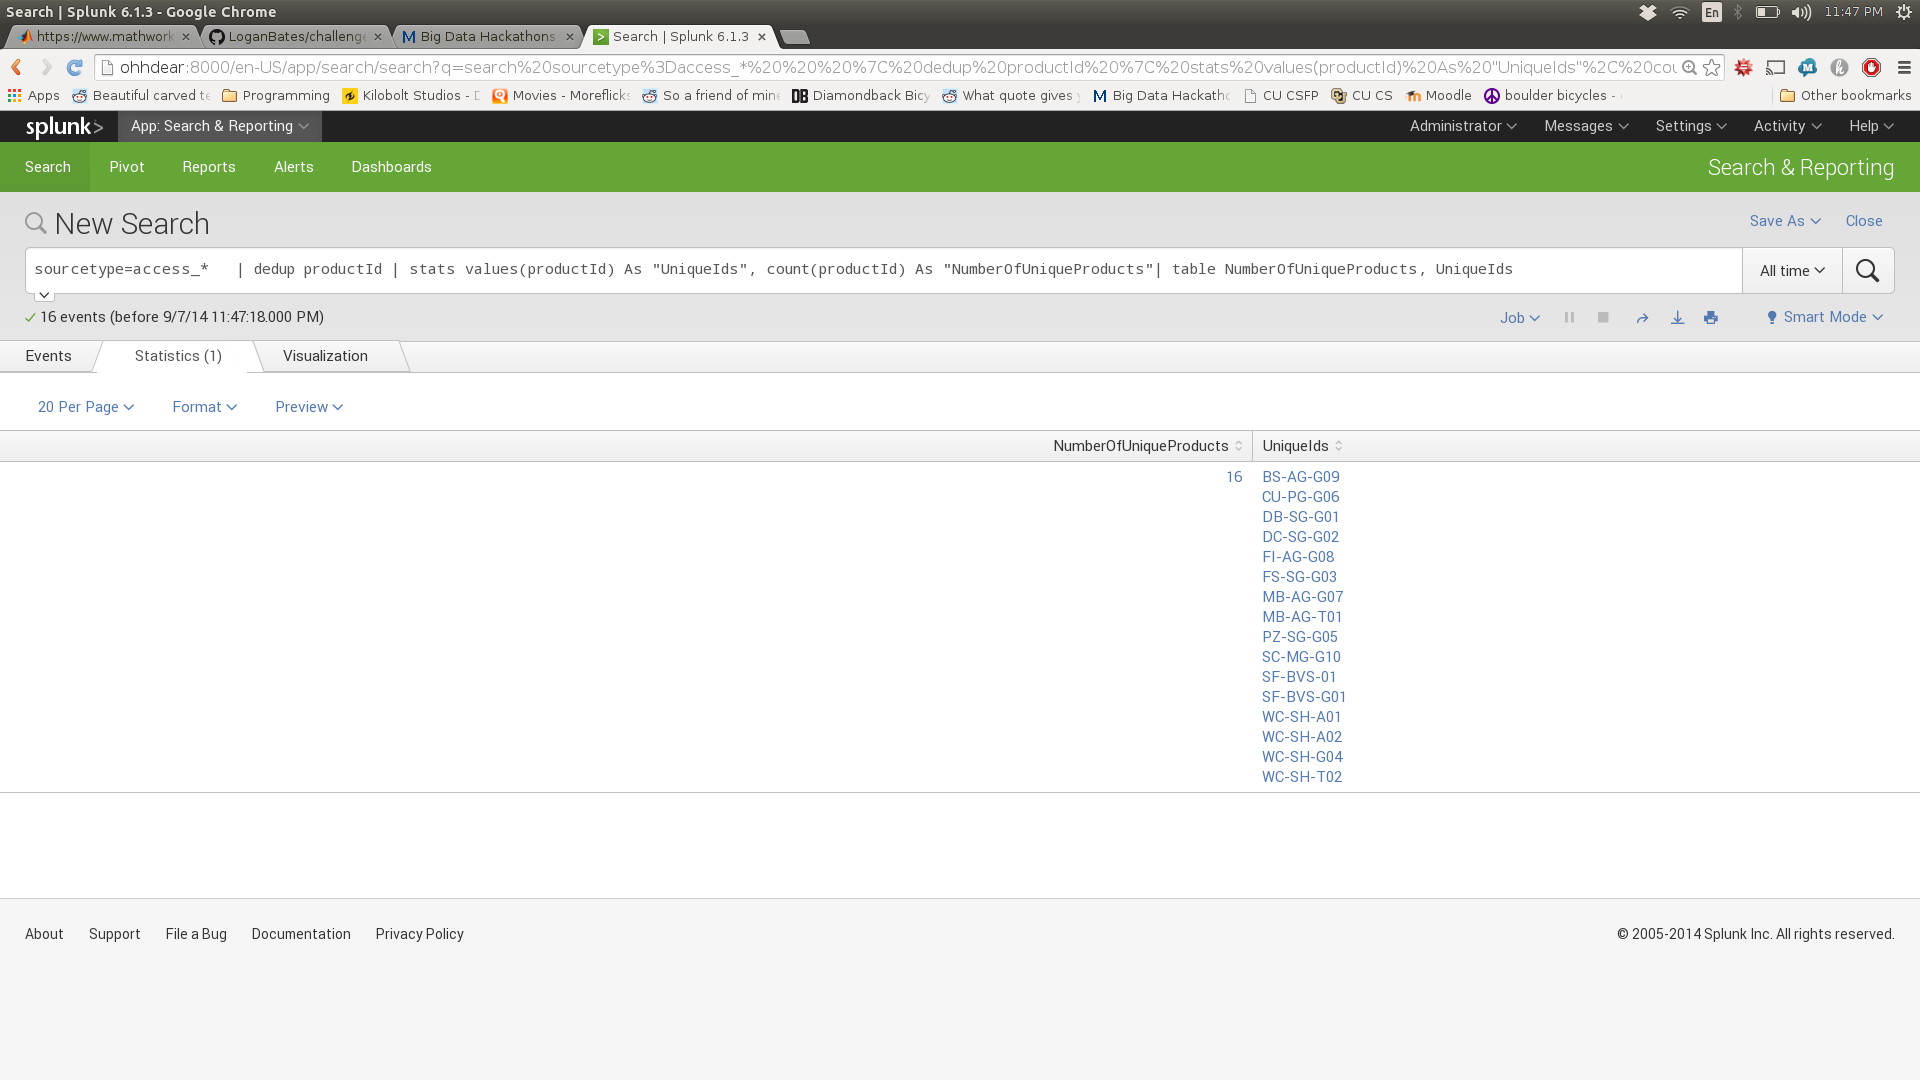 Search | Splunk 6.1.3 - Google Chrome
En
11:47 PM
https://www.mathwork
LoganBates/challenge
Big Data Hackathons
Search | Splunk 6.1.3
ohhdear:8000/en-US/app/search/search?q=search%20sourcetype%3Daccess_*%20%20%20%7C%20dedup%20productId%20%7C%20stats%20values(productId)%20As%20"UniqueIds"%2C%20cou
Apps
Beautiful carved te
Programming
Kilobolt Studios - D
Movies - Moreflicks
So a friend of mine
Diamondback Bicy
What quote gives y
Big Data Hackatho
CU CSFP
CU CS
Moodle
boulder bicycles -
Other bookmarks
splunk>
App: Search & Reporting
Administrator
Messages
Settings
Activity
Help
Search
Pivot
Reports
Alerts
Dashboards
Search & Reporting
New Search
Save As
Close
sourcetype=access_*   | dedup productId | stats values(productId) As "UniqueIds", count(productId) As "NumberOfUniqueProducts"| table NumberOfUniqueProducts, UniqueIds
All time
16 events (before 9/7/14 11:47:18.000 PM)
Job
Smart Mode
Events
Statistics (1)
Visualization
20 Per Page
Format
Preview
NumberOfUniqueProducts
UniqueIds
16
BS-AG-G09
CU-PG-G06
DB-SG-G01
DC-SG-G02
FI-AG-G08
FS-SG-G03
MB-AG-G07
MB-AG-T01
PZ-SG-G05
SC-MG-G10
SF-BVS-01
SF-BVS-G01
WC-SH-A01
WC-SH-A02
WC-SH-G04
WC-SH-T02
About
Support
File a Bug
Documentation
Privacy Policy
© 2005-2014 Splunk Inc. All rights reserved.